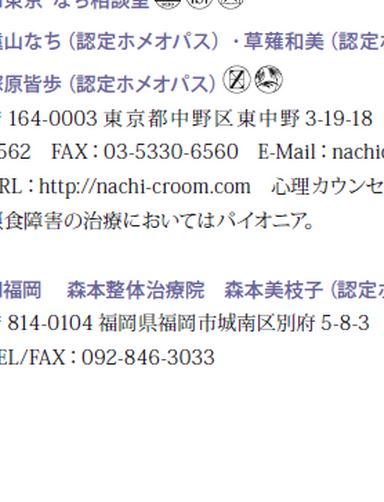 東京 なち相談室
遠山なち（認定ホメオパス）・草薙和美（認定ホ
原皆歩（認定ホメオパス）
164-0003 東京都中野区東中野 3-19-18
562 FAX：03-5330-6560 E-Mail：nachic
RL：http://nachi-croom.com 心理カウンセ
食障害の治療においてはパイオニア。
福岡 森本整体治療院 森本美枝子（認定ホ
814-0104 福岡県福岡市城南区別府 5-8-3
EL/FAX：092-846-3033